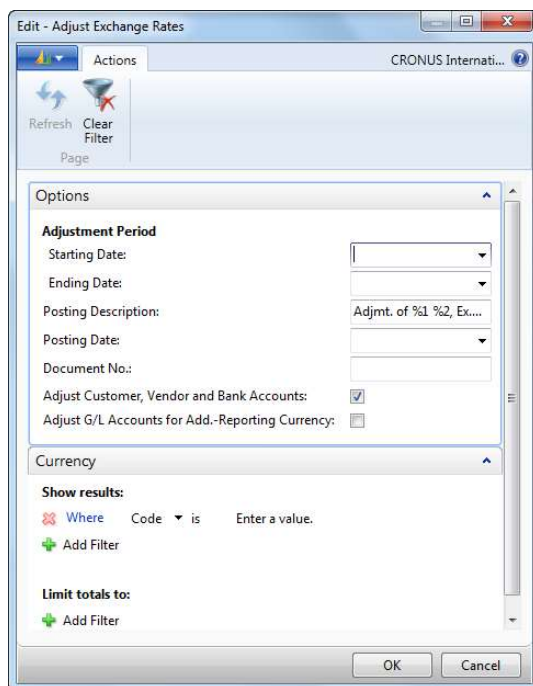 Edit - Adjust Exchange Rates
Actions
CRONUS Internati...
Refresh Clear Filter
Page
Options
Adjustment Period
Starting Date:
Ending Date:
Posting Description: Adjmt. of %1 %2, Ex....
Posting Date:
Document No.:
Adjust Customer, Vendor and Bank Accounts:
Adjust G/L Accounts for Add.-Reporting Currency:
Currency
Show results:
Where Code is Enter a value.
Add Filter
Limit totals to:
Add Filter
OK Cancel